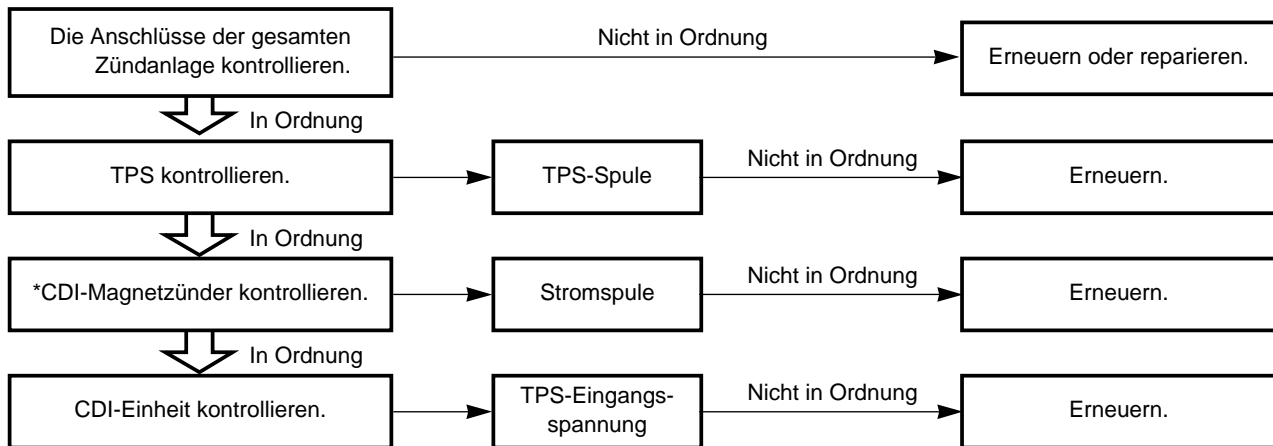 Die Anschlüsse der gesamten
Zündanlage kontrollieren.
Nicht in Ordnung
Erneuern oder reparieren.
In Ordnung
TPS kontrollieren.
TPS-Spule
Nicht in Ordnung
Erneuern.
In Ordnung
*CDI-Magnetzünder kontrollieren.
Stromspule
Nicht in Ordnung
Erneuern.
In Ordnung
CDI-Einheit kontrollieren.
TPS-Eingangs-
spannung
Nicht in Ordnung
Erneuern.